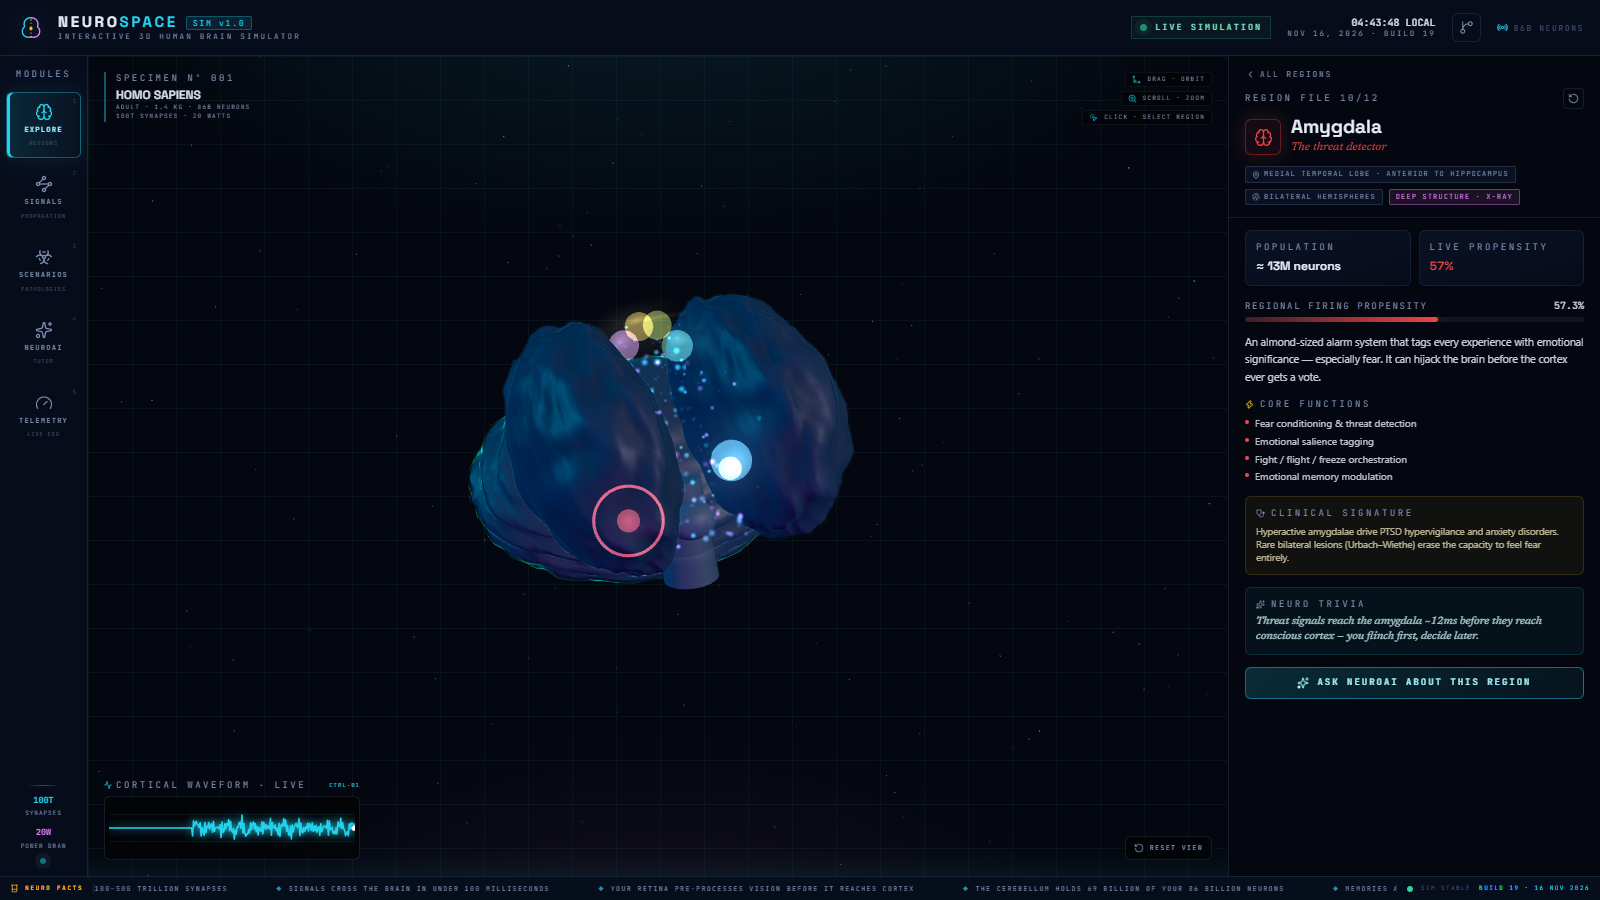 NEUROSPACE SIM v1.0
INTERACTIVE 3D HUMAN BRAIN SIMULATOR
LIVE SIMULATION
04:43:48 LOCAL
NOV 16, 2026 · BUILD 19
86B NEURONS
MODULES
1
EXPLORE
REGIONS
2
SIGNALS
PROPAGATION
3
SCENARIOS
PATHOLOGIES
4
NEUROAI
TUTOR
5
TELEMETRY
LIVE EEG
100T
SYNAPSES
20W
POWER DRAW
SPECIMEN N° 001
HOMO SAPIENS
ADULT · 1.4 KG · 86B NEURONS
100T SYNAPSES · 20 WATTS
DRAG · ORBIT
SCROLL · ZOOM
CLICK · SELECT REGION
CORTICAL WAVEFORM · LIVE CTRL-01
RESET VIEW
ALL REGIONS
REGION FILE 10/12
Amygdala
The threat detector
MEDIAL TEMPORAL LOBE · ANTERIOR TO HIPPOCAMPUS
BILATERAL HEMISPHERES
DEEP STRUCTURE · X-RAY
POPULATION
≈ 13M neurons
LIVE PROPENSITY
57%
REGIONAL FIRING PROPENSITY 57.3%
An almond-sized alarm system that tags every experience with emotional
significance — especially fear. It can hijack the brain before the cortex
ever gets a vote.
CORE FUNCTIONS
Fear conditioning & threat detection
Emotional salience tagging
Fight / flight / freeze orchestration
Emotional memory modulation
CLINICAL SIGNATURE
Hyperactive amygdalae drive PTSD hypervigilance and anxiety disorders.
Rare bilateral lesions (Urbach–Wiethe) erase the capacity to feel fear
entirely.
NEURO TRIVIA
Threat signals reach the amygdala ~12ms before they reach
conscious cortex — you flinch first, decide later.
ASK NEUROAI ABOUT THIS REGION
NEURO FACTS
100–500 TRILLION SYNAPSES
SIGNALS CROSS THE BRAIN IN UNDER 100 MILLISECONDS
YOUR RETINA PRE-PROCESSES VISION BEFORE IT REACHES CORTEX
THE CEREBELLUM HOLDS 69 BILLION OF YOUR 86 BILLION NEURONS
MEMORIES
SIM STABLE
BUILD 19 · 16 NOV 2026